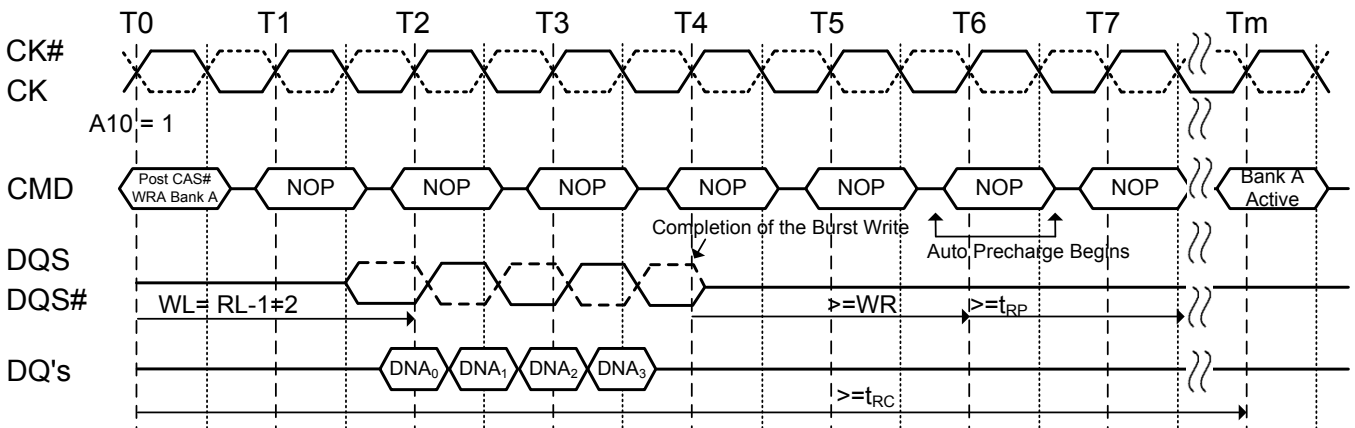 T0 T1 T2 T3 T4 T5 T6 T7 Tm
CK#
CK
A10 = 1
CMD
Post CAS#
WRA Bank A
NOP NOP NOP NOP NOP NOP NOP
Bank A
Active
Completion of the Burst Write
Auto Precharge Begins
DQS
DQS#
WL= RL-1=2
>=WR >=tRP
DQ's
DNA0 DNA1 DNA2 DNA3
>=tRC